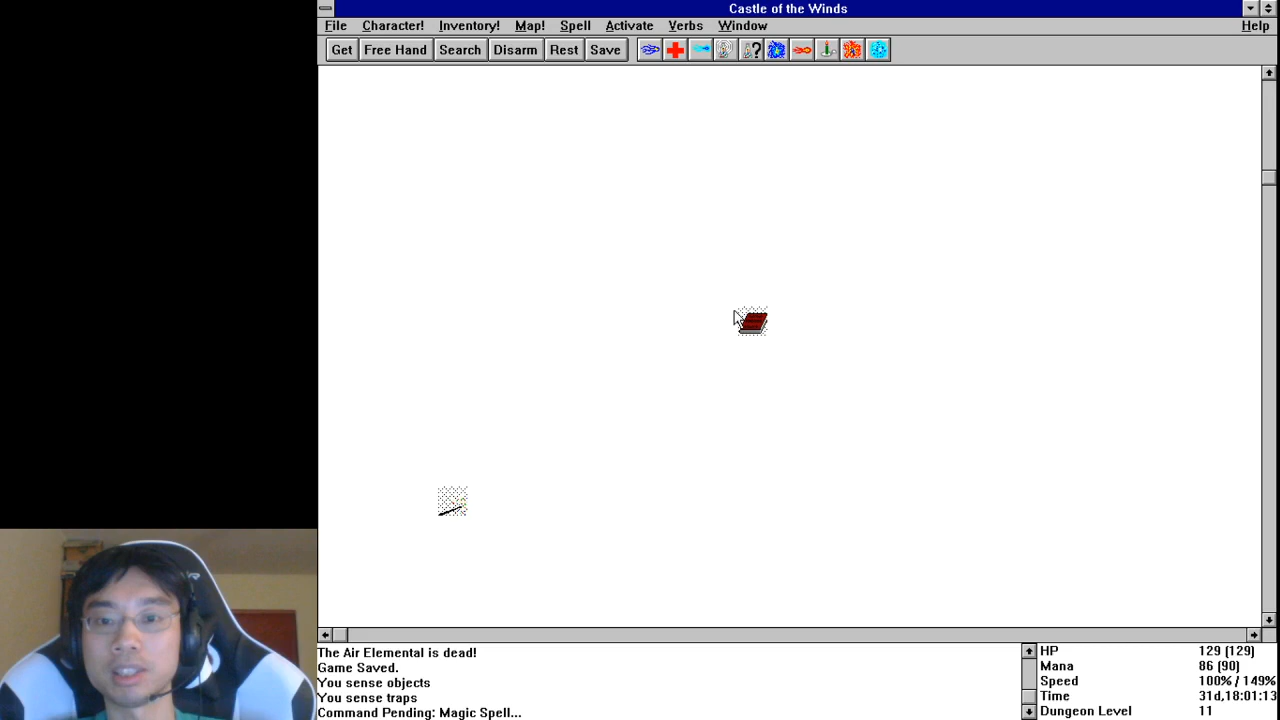 Castle of the Winds
File Character! Inventory! Map! Spell Activate Verbs Window Help
Get Free Hand Search Disarm Rest Save ?
The Air Elemental is dead!
Game Saved.
You sense objects
You sense traps
Command Pending: Magic Spell...
HP 129 (129)
Mana 86 (90)
Speed 100% / 149%
Time 31d,18:01:13
Dungeon Level 11